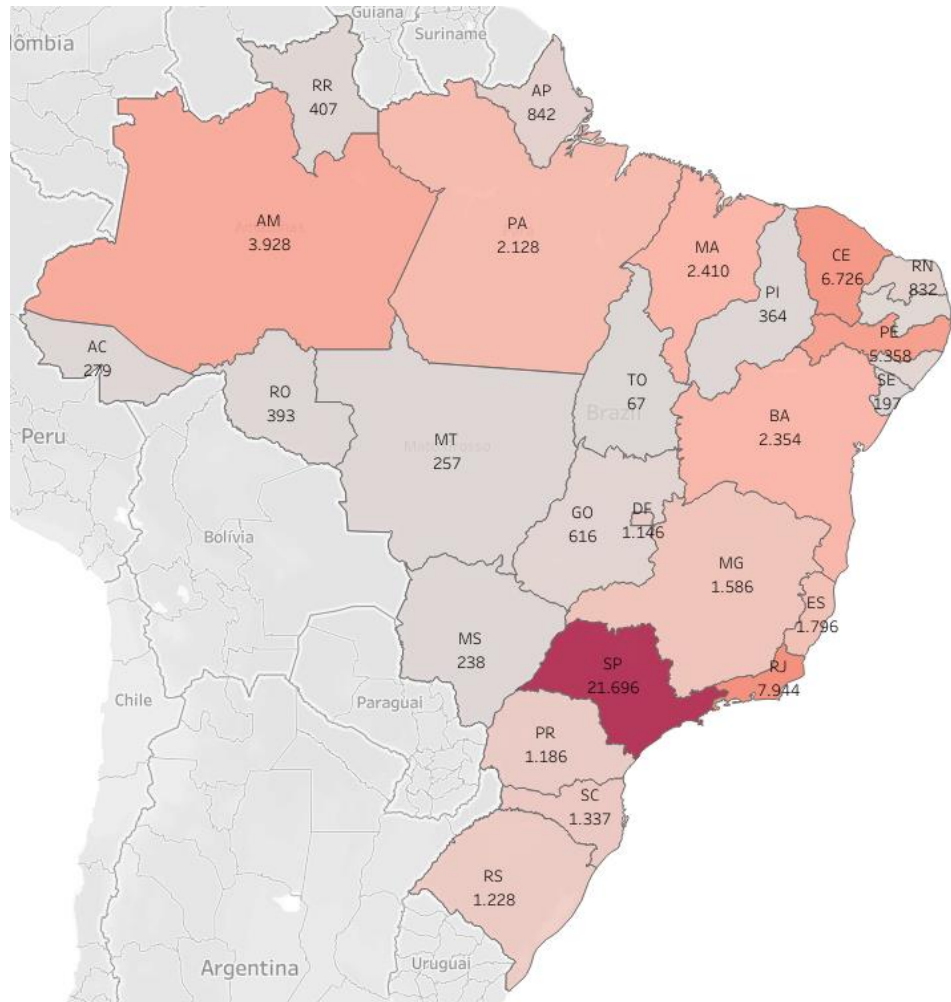 Guiana
Suriname
lômbia
RR
407
AP
842
AM
3.928
PA
2.128
MA
2.410
CE
6.726
RN
832
PI
364
PE
5.358
AC
279
RO
393
TO
67
SE
197
Brazil
BA
2.354
Peru
MT
Mato Grosso
257
GO
616
DF
1.146
Bolívia
MG
1.586
ES
1.796
MS
238
SP
21.696
RJ
7.944
Chile
Paraguai
PR
1.186
SC
1.337
RS
1.228
Argentina
Uruguai